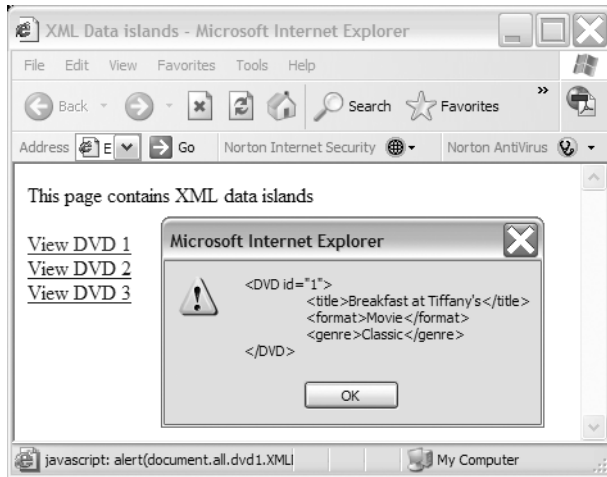 XML Data islands - Microsoft Internet Explorer
File Edit View Favorites Tools Help
Back Search Favorites »
Address E Go Norton Internet Security Norton AntiVirus
This page contains XML data islands
View DVD 1
View DVD 2
View DVD 3
Microsoft Internet Explorer
<DVD id="1">
<title>Breakfast at Tiffany's</title>
<format>Movie</format>
<genre>Classic</genre>
</DVD>
OK
javascript: alert(document.all.dvd1.XML
My Computer